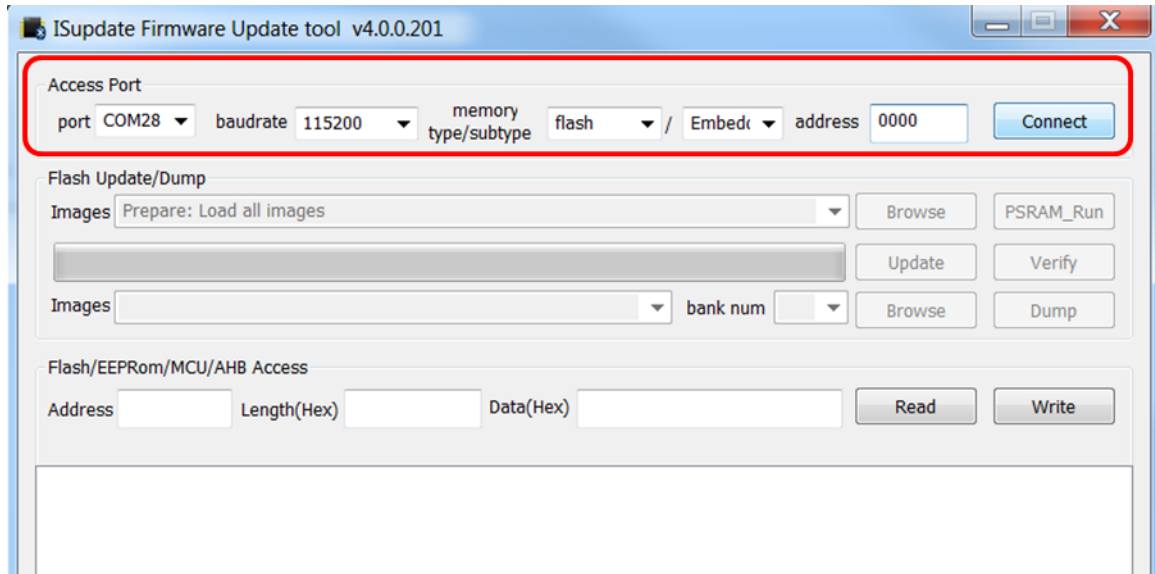 ISupdate Firmware Update tool v4.0.0.201
Access Port
port COM28 baudrate 115200 memory type/subtype flash / Embedd address 0000 Connect
Flash Update/Dump
Images Prepare: Load all images Browse PSRAM_Run
Update Verify
Images bank num Browse Dump
Flash/EEPRom/MCU/AHB Access
Address Length(Hex) Data(Hex) Read Write